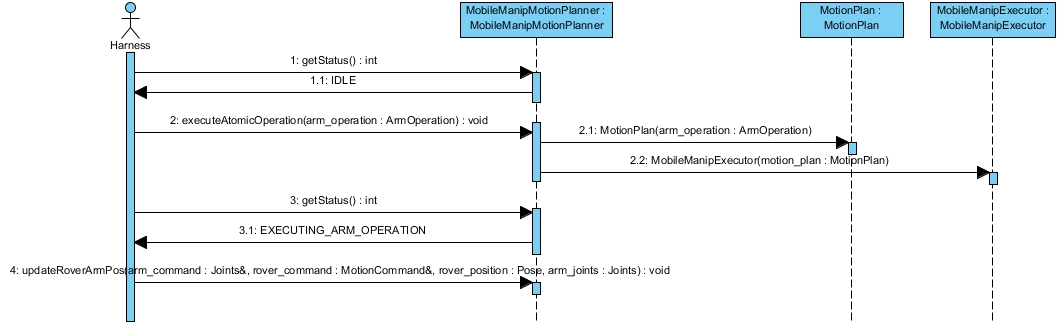 MobileManipMotionPlanner :
MobileManipMotionPlanner
MotionPlan :
MotionPlan
MobileManipExecutor :
MobileManipExecutor
Harness
1: getStatus() : int
1.1: IDLE
2: executeAtomicOperation(arm_operation : ArmOperation) : void
2.1: MotionPlan(arm_operation : ArmOperation)
2.2: MobileManipExecutor(motion_plan : MotionPlan)
3: getStatus() : int
3.1: EXECUTING_ARM_OPERATION
4: updateRoverArmPos(arm_command : Joints&, rover_command : MotionCommand&, rover_position : Pose, arm_joints : Joints) : void